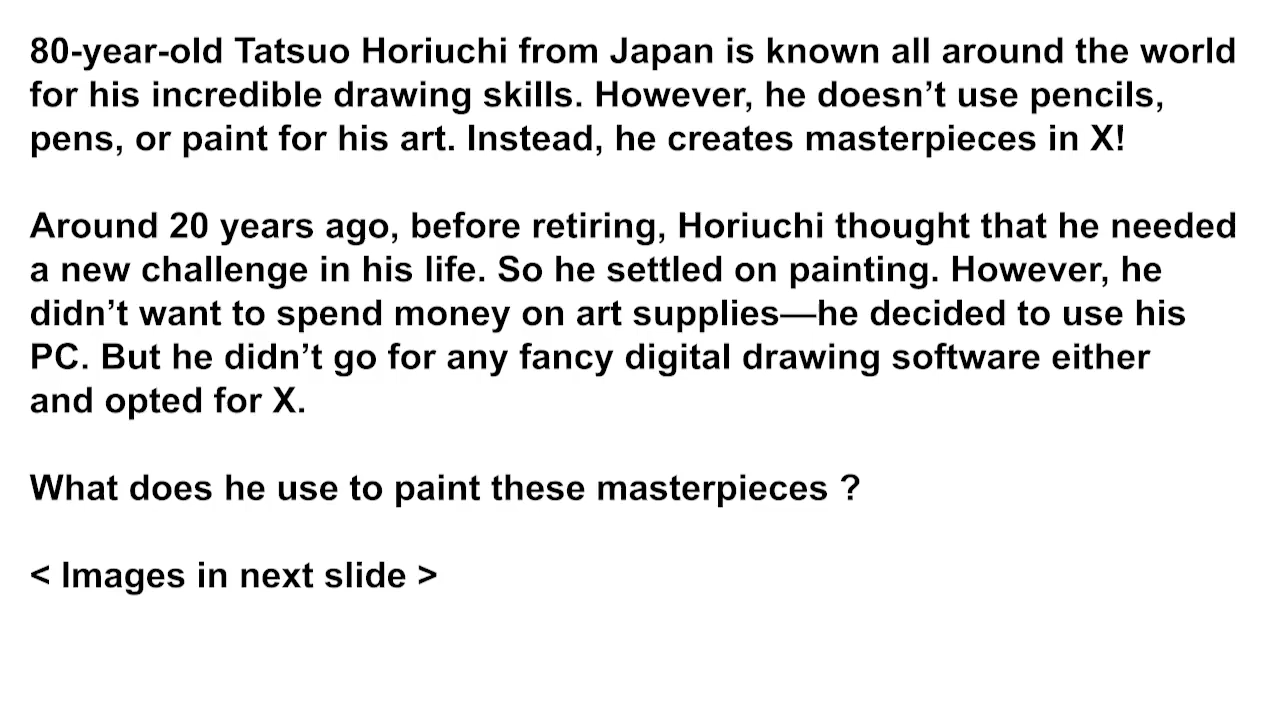 80-year-old Tatsuo Horiuchi from Japan is known all around the world
for his incredible drawing skills. However, he doesn’t use pencils,
pens, or paint for his art. Instead, he creates masterpieces in X!
Around 20 years ago, before retiring, Horiuchi thought that he needed
a new challenge in his life. So he settled on painting. However, he
didn’t want to spend money on art supplies—he decided to use his
PC. But he didn’t go for any fancy digital drawing software either
and opted for X.
What does he use to paint these masterpieces ?
< Images in next slide >